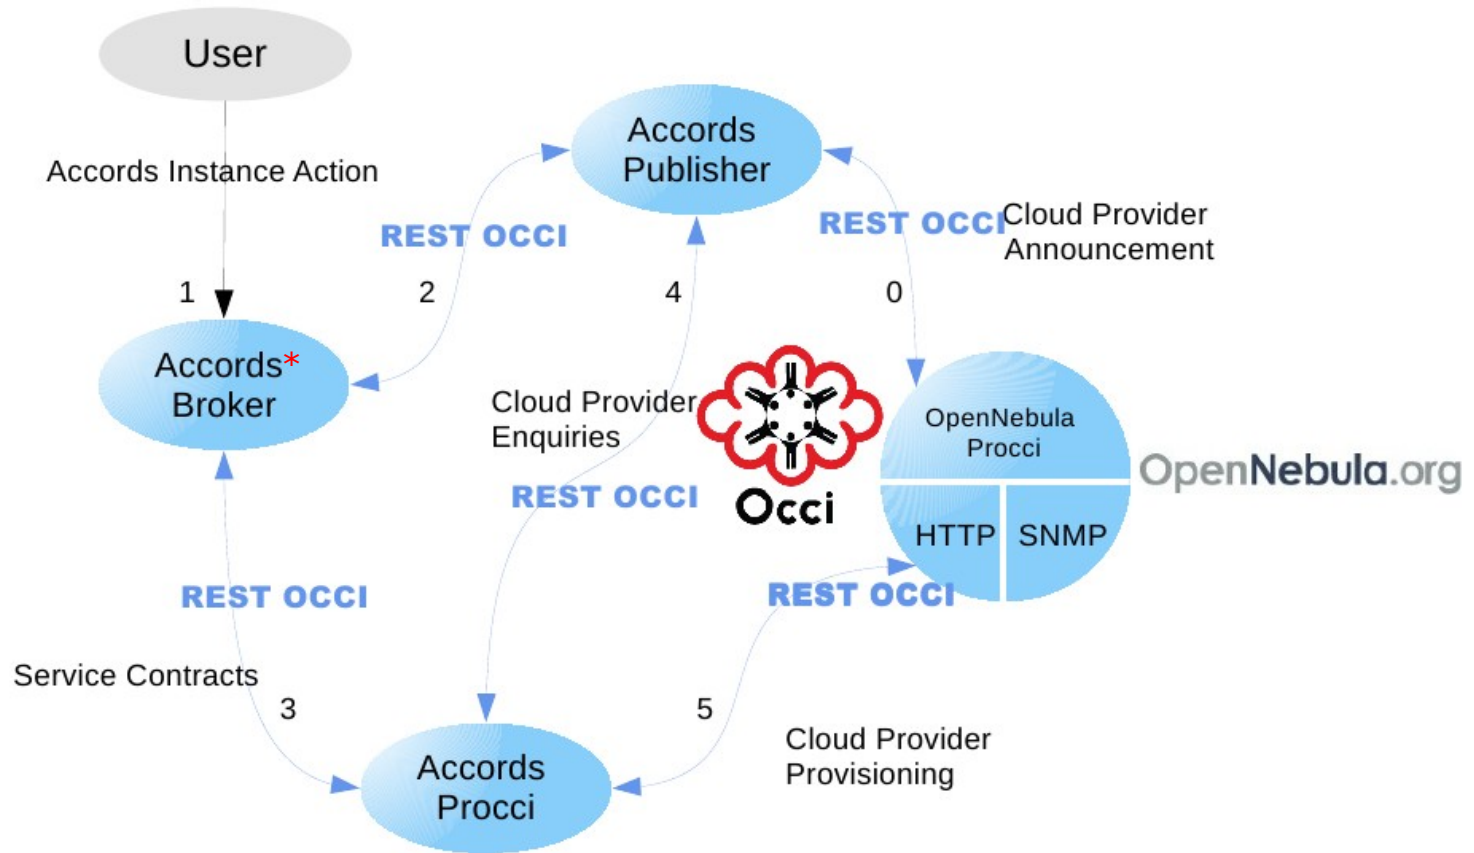 User
Accords
Publisher
Accords Instance Action
REST OCCI
REST OCCI
Cloud Provider
Announcement
1
2
4
0
Accords*
Broker
Cloud Provider
Enquiries
OpenNebula
Procci
OpenNebula.org
REST OCCI
Occi
HTTP
SNMP
REST OCCI
REST OCCI
Service Contracts
3
5
Cloud Provider
Provisioning
Accords
Procci